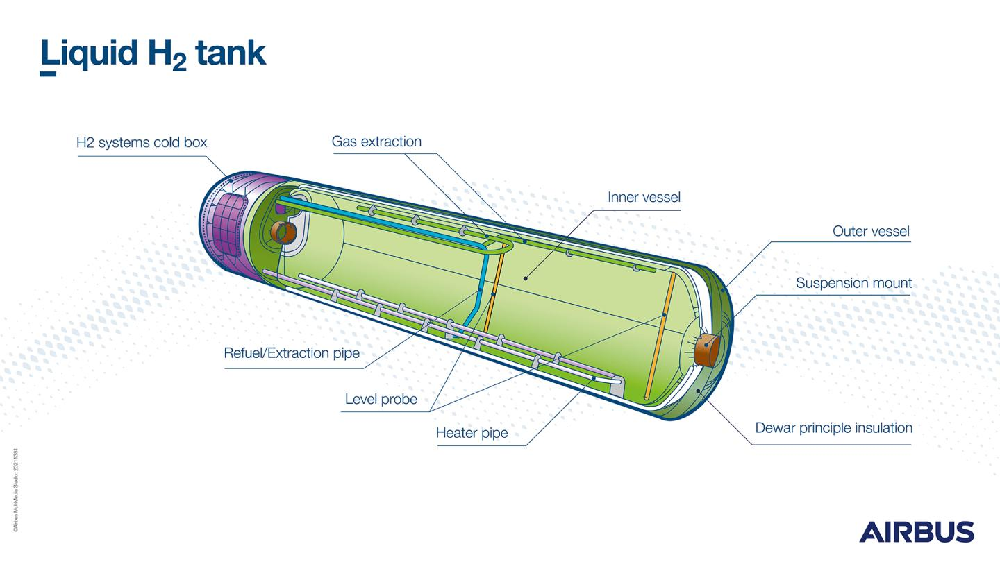 Liquid H2 tank
H2 systems cold box
Gas extraction
Inner vessel
Outer vessel
Suspension mount
Refuel/Extraction pipe
Level probe
Heater pipe
Dewar principle insulation
©Airbus MultiMedia Studio: 20211381
AIRBUS